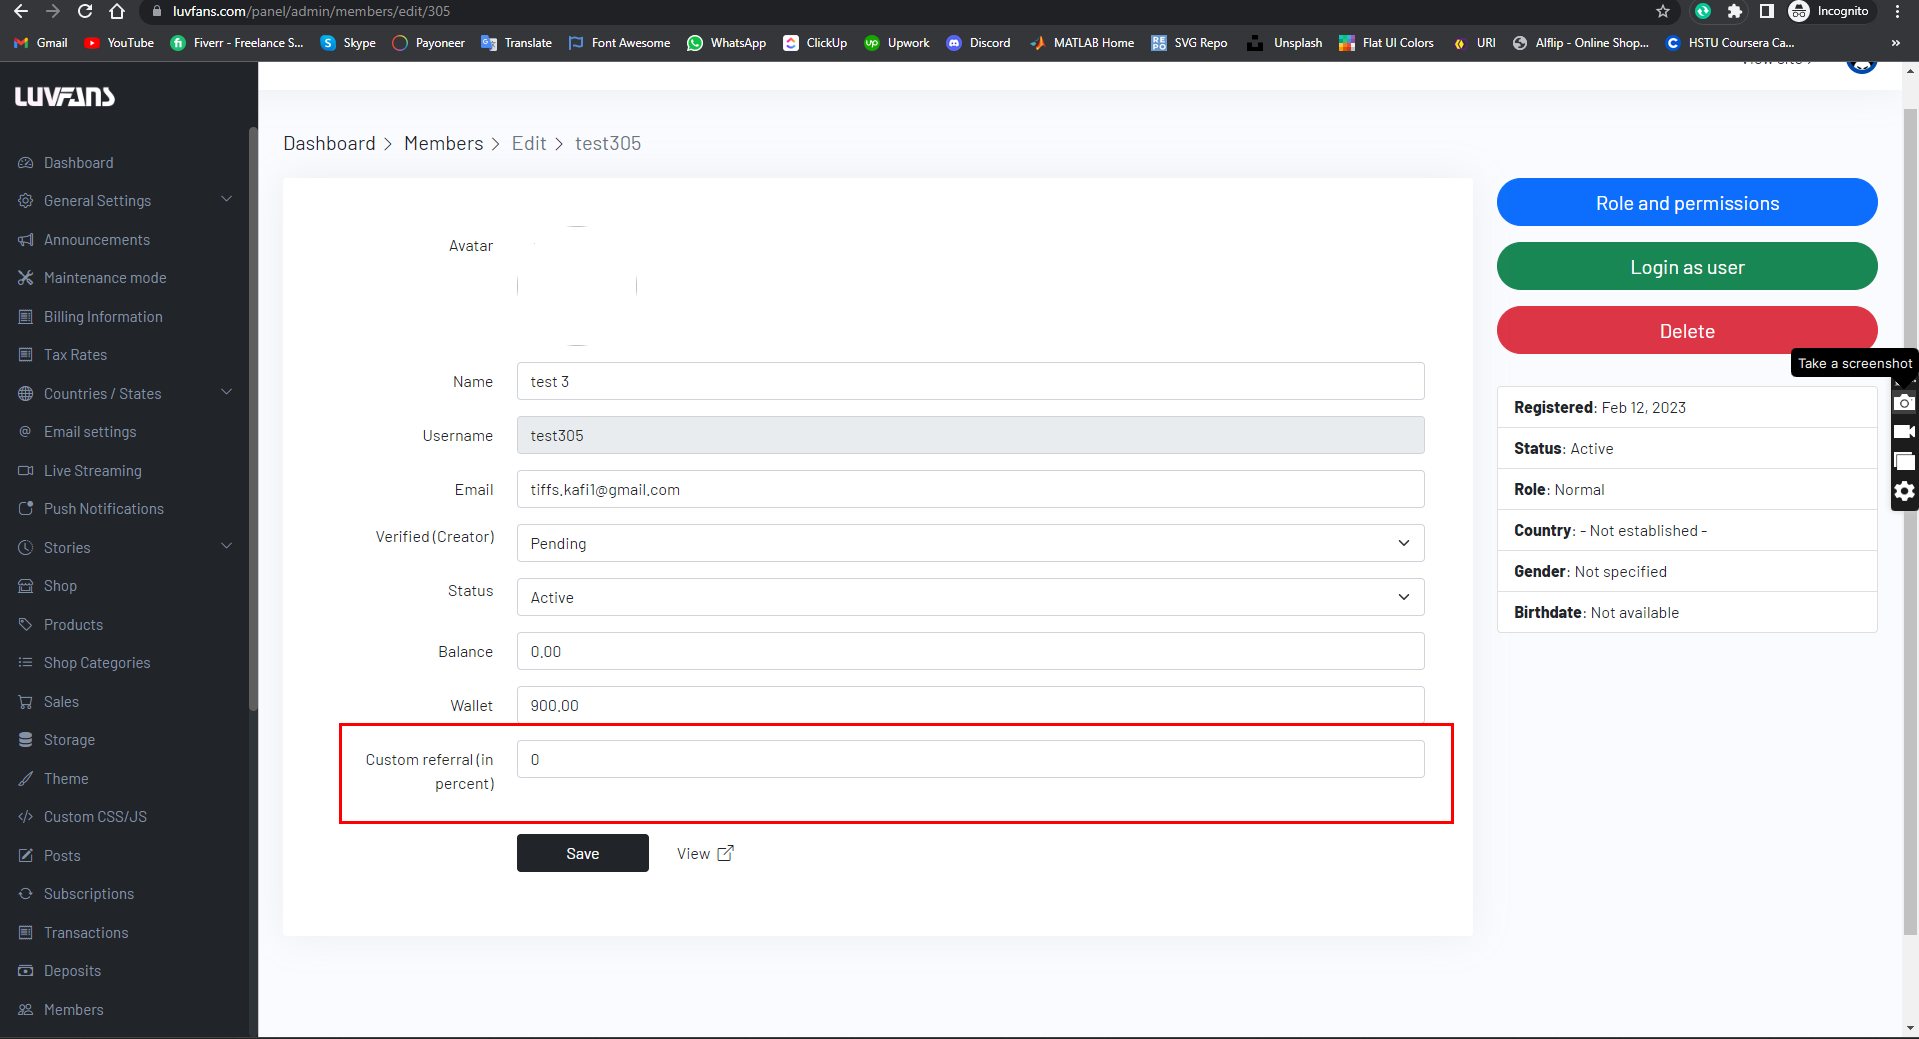 luvfans.com/panel/admin/members/edit/305
Incognito
Gmail YouTube Fiverr - Freelance S... Skype Payoneer Translate Font Awesome WhatsApp ClickUp Upwork Discord MATLAB Home SVG Repo Unsplash Flat UI Colors URI Alflip - Online Shop... HSTU Coursera Ca... »
LUVFANS
Dashboard
General Settings
Announcements
Maintenance mode
Billing Information
Tax Rates
Countries / States
Email settings
Live Streaming
Push Notifications
Stories
Shop
Products
Shop Categories
Sales
Storage
Theme
Custom CSS/JS
Posts
Subscriptions
Transactions
Deposits
Members
Dashboard > Members > Edit > test305
Avatar
Name test 3
Username test305
Email tiffs.kafi1@gmail.com
Verified (Creator) Pending
Status Active
Balance 0.00
Wallet 900.00
Custom referral (in
percent) 0
Save View
Role and permissions
Login as user
Delete
Take a screenshot
Registered: Feb 12, 2023
Status: Active
Role: Normal
Country: - Not established -
Gender: Not specified
Birthdate: Not available